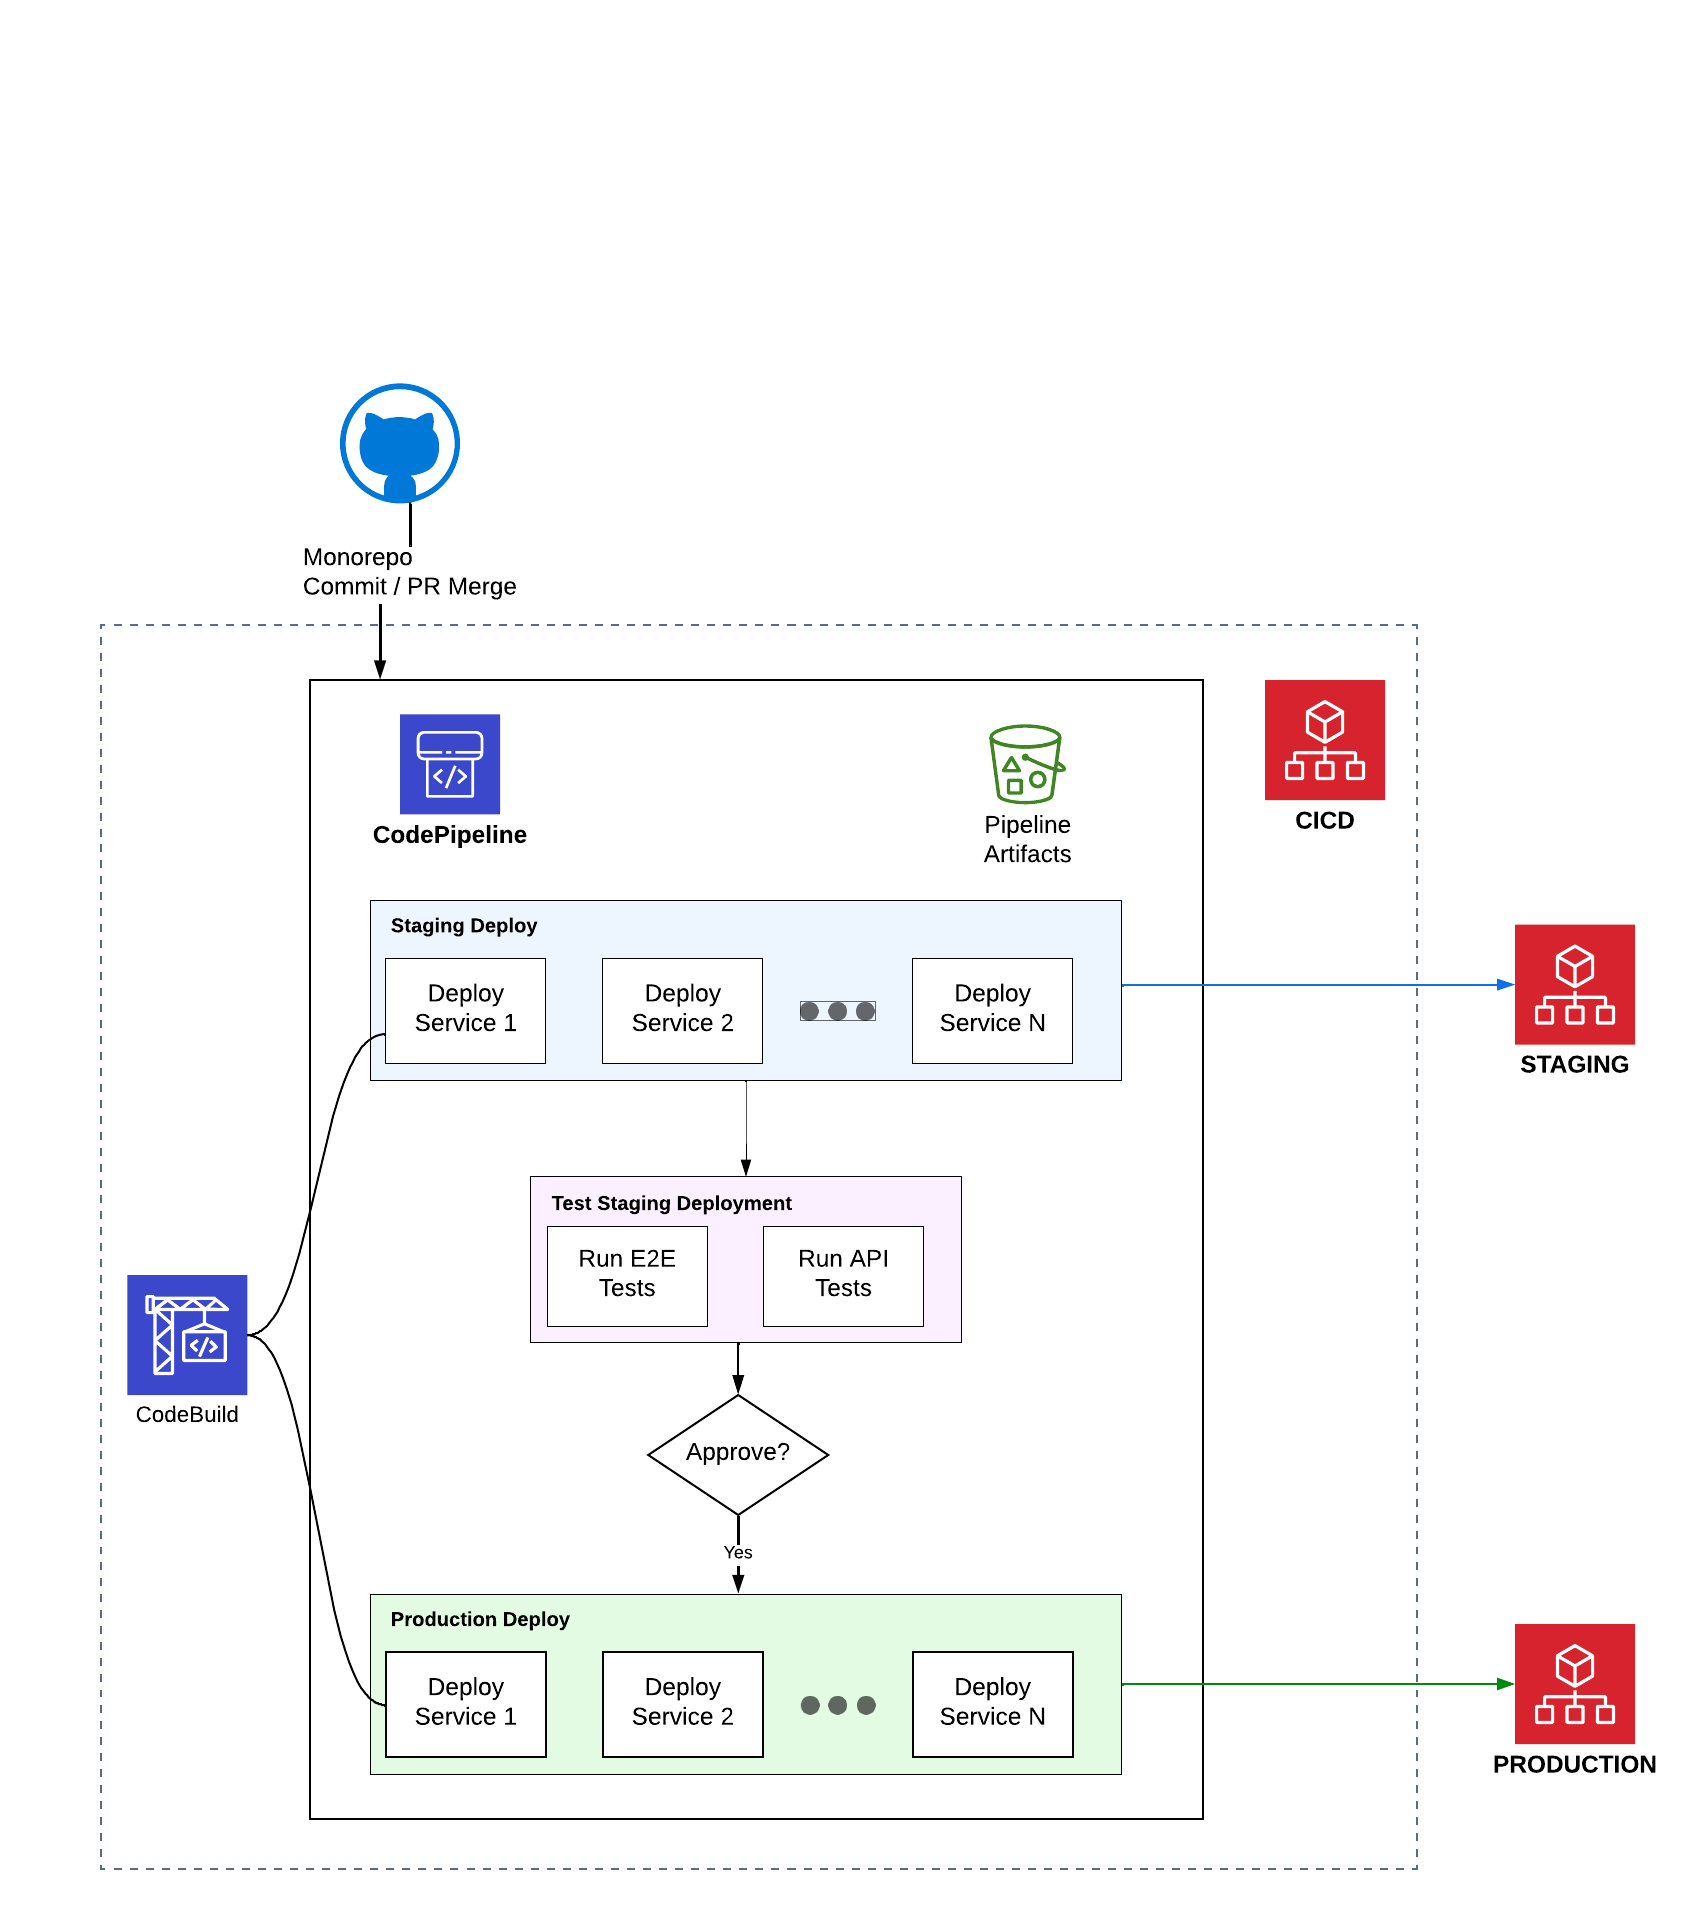 Monorepo
Commit / PR Merge
CodePipeline
Pipeline
Artifacts
CICD
Staging Deploy
Deploy
Service 1
Deploy
Service 2
Deploy
Service N
STAGING
Test Staging Deployment
Run E2E
Tests
Run API
Tests
CodeBuild
Approve?
Yes
Production Deploy
Deploy
Service 1
Deploy
Service 2
Deploy
Service N
PRODUCTION